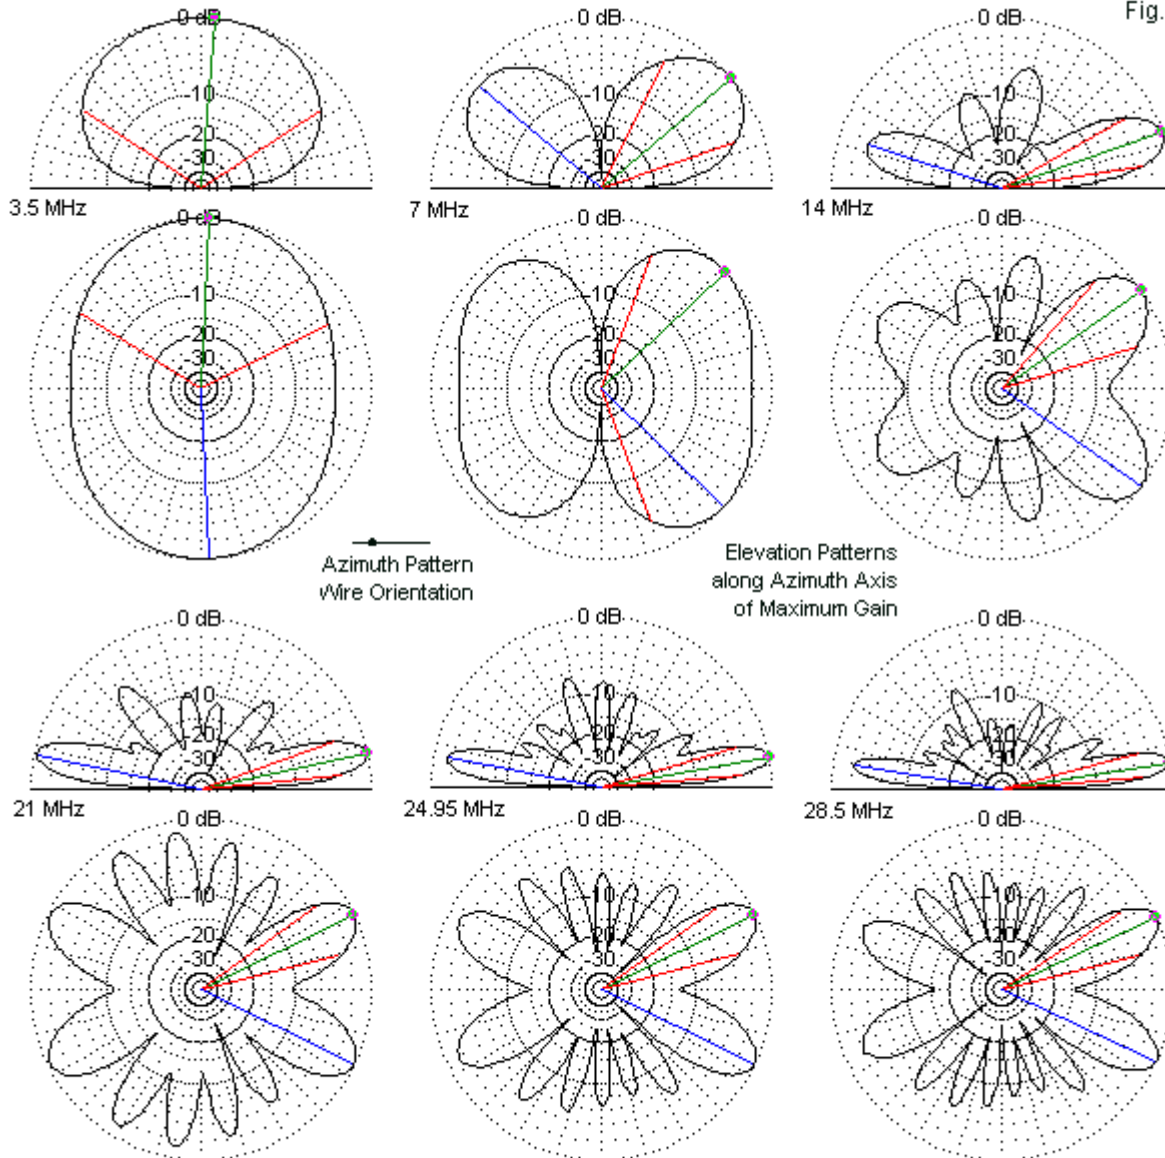 Fig.
0 dB 0 dB 0 dB
-10 -10 -10
20 20 20
30 30 30
3.5 MHz 7 MHz 14 MHz
0 dB 0 dB 0 dB
-10 -10 -10
20 20 20
30 30 30
Azimuth Pattern
Wire Orientation
Elevation Patterns
along Azimuth Axis
of Maximum Gain
0 dB 0 dB 0 dB
-10 -10 -10
20 20 20
30 30 30
21 MHz 24.95 MHz 28.5 MHz
0 dB 0 dB 0 dB
-10 -10 -10
20 20 20
30 30 30